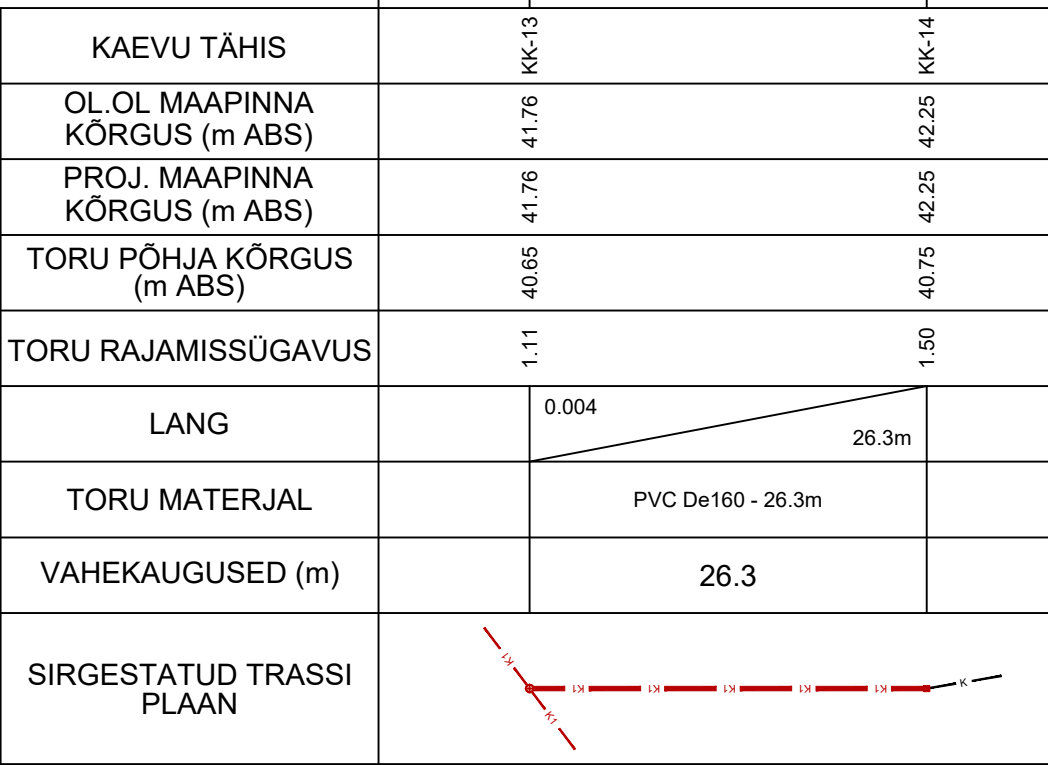 KAEVU TÄHIS
KK-13
KK-14
OL.OL MAAPINNA
KÕRGUS (m ABS)
41.76
42.25
PROJ. MAAPINNA
KÕRGUS (m ABS)
41.76
42.25
TORU PÕHJA KÕRGUS
(m ABS)
40.65
40.75
TORU RAJAMISSÜGAVUS
1.11
1.50
LANG
0.004
26.3m
TORU MATERJAL
PVC De160 - 26.3m
VAHEKAUGUSED (m)
26.3
SIRGESTATUD TRASSI
PLAAN
K1
K1
K1
K1
K1
K1
K1
K